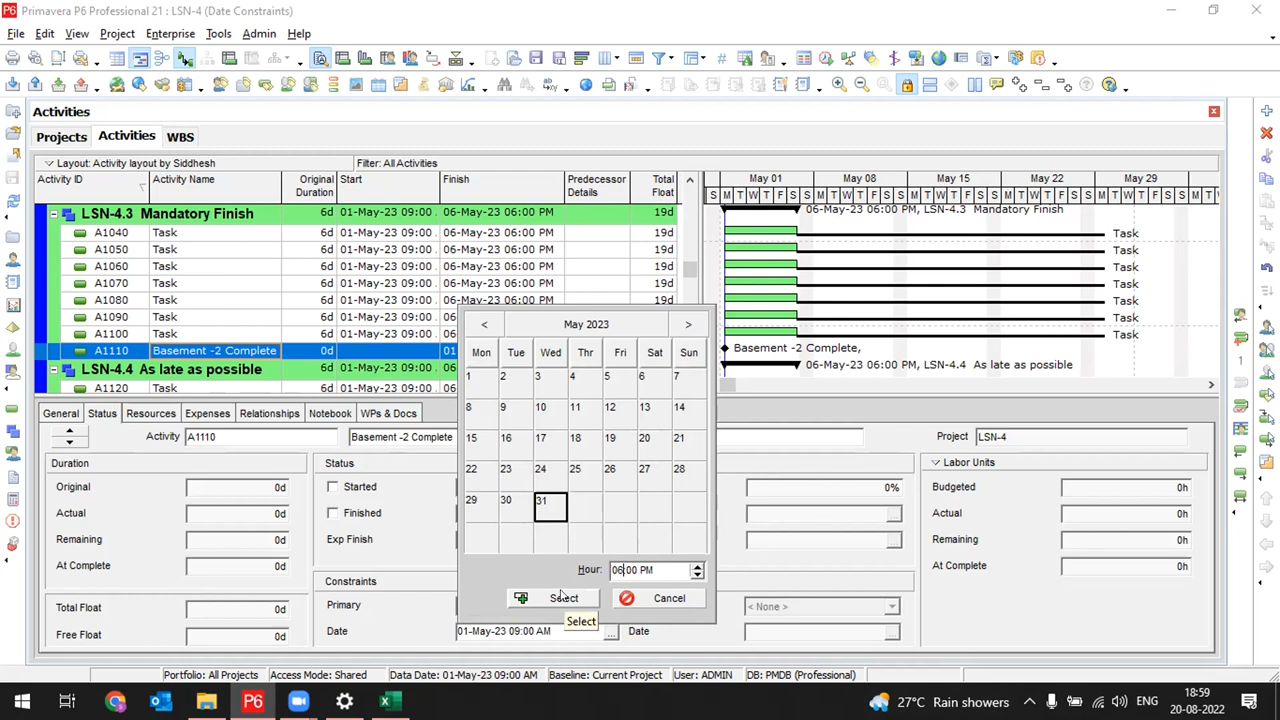 P6 Primavera P6 Professional 21 : LSN-4 (Date Constraints)
File Edit View Project Enterprise Tools Admin Help
Activities
Projects Activities WBS
Layout: Activity layout by Siddhesh Filter: All Activities
Activity ID Activity Name Original Duration Start Finish Predecessor Details Total Float
May 01 May 08 May 15 May 22 May 29
S M T W T F S S M T W T F S S M T W T F S S M T W T F S S M T W T F S S
LSN-4.3 Mandatory Finish 6d 01-May-23 09:00 . 06-May-23 06:00 PM 19d 06-May-23 06:00 PM, LSN-4.3 Mandatory Finish
A1040 Task 6d 01-May-23 09:00 . 06-May-23 06:00 PM 19d Task
A1050 Task 6d 01-May-23 09:00 . 06-May-23 06:00 PM 19d Task
A1060 Task 6d 01-May-23 09:00 . 06-May-23 06:00 PM 19d Task
A1070 Task 6d 01-May-23 09:00 . 06-May-23 06:00 PM 19d Task
A1080 Task 6d 01-May-23 09:00 . 06-May-23 06:00 PM 19d Task
A1090 Task 6d 01-May-23 09:00 . Task
A1100 Task 6d 01-May-23 09:00 . Task
A1110 Basement -2 Complete 0d 01 Basement -2 Complete,
LSN-4.4 As late as possible 6d 01-May-23 09:00 . 06-May-23 06:00 PM, LSN-4.4 As late as possible
A1120 Task 6d 01-May-23 09:00 .
< May 2023 >
Mon Tue Wed Thr Fri Sat Sun
1 2 3 4 5 6 7
8 9 10 11 12 13 14
15 16 17 18 19 20 21
22 23 24 25 26 27 28
29 30 31
Hour: 06:00 PM
Select Cancel
Select
General Status Resources Expenses Relationships Notebook WPs & Docs
Activity A1110 Basement -2 Complete Project LSN-4
Duration Status Labor Units
Original 0d Started 0% Budgeted 0h
Actual 0d Finished Actual 0h
Remaining 0d Exp Finish Remaining 0h
At Complete 0d At Complete 0h
Constraints
Total Float 0d Primary < None >
Free Float 0d Date 01-May-23 09:00 AM Date
Portfolio: All Projects Access Mode: Shared Data Date: 01-May-23 09:00 AM Baseline: Current Project User: ADMIN DB: PMDB (Professional)
P6 27°C Rain showers ENG 18:59
20-08-2022